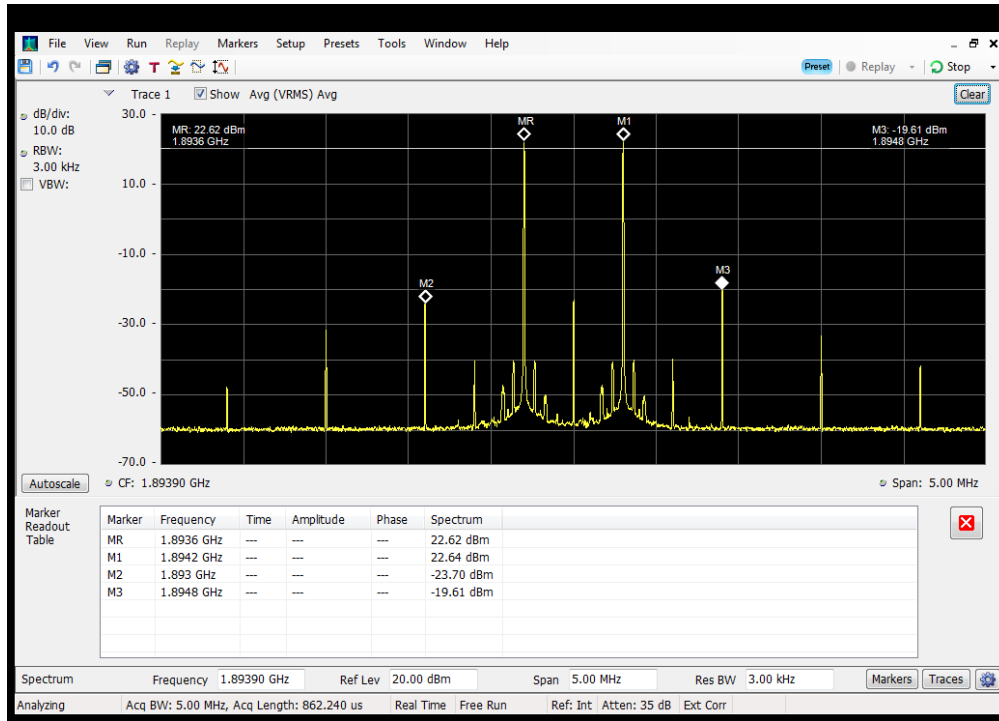 File View Run Replay Markers Setup Presets Tools Window Help
T Preset Replay Stop
Trace 1 Show Avg (VRMS) Avg Clear
dB/div: 10.0 dB
RBW: 3.00 kHz
VBW:
30.0 -
10.0 -
-10.0 -
-30.0 -
-50.0 -
-70.0 -
MR: 22.62 dBm
1.8936 GHz
MR
M1
M3: -19.61 dBm
1.8948 GHz
M2
M3
Autoscale CF: 1.89390 GHz Span: 5.00 MHz
Marker Readout Table
Marker Frequency Time Amplitude Phase Spectrum
MR 1.8936 GHz --- --- --- 22.62 dBm
M1 1.8942 GHz --- --- --- 22.64 dBm
M2 1.893 GHz --- --- --- -23.70 dBm
M3 1.8948 GHz --- --- --- -19.61 dBm
Spectrum Frequency 1.89390 GHz Ref Lev 20.00 dBm Span 5.00 MHz Res BW 3.00 kHz Markers Traces
Analyzing Acq BW: 5.00 MHz, Acq Length: 862.240 us Real Time Free Run Ref: Int Atten: 35 dB Ext Corr